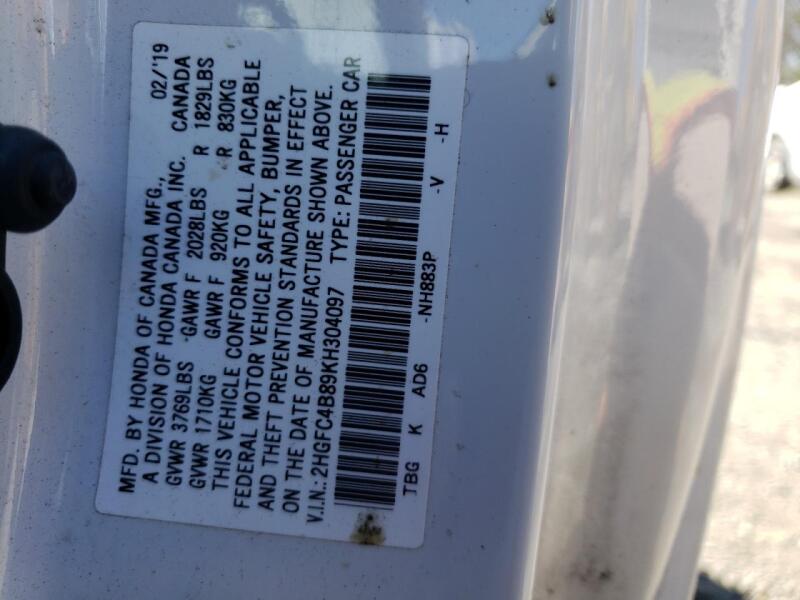 MFD. BY HONDA OF CANADA MFG., 02/'19
A DIVISION OF HONDA CANADA INC. CANADA
GVWR 3769LBS GAWR F 2028LBS R 1829LBS
GVWR 1710KG GAWR F 920KG R 830KG
THIS VEHICLE CONFORMS TO ALL APPLICABLE
FEDERAL MOTOR VEHICLE SAFETY, BUMPER,
AND THEFT PREVENTION STANDARDS IN EFFECT
ON THE DATE OF MANUFACTURE SHOWN ABOVE.
V.I.N.: 2HGFC4B89KH304097 TYPE: PASSENGER CAR
TBG K AD6 -NH883P -V -H